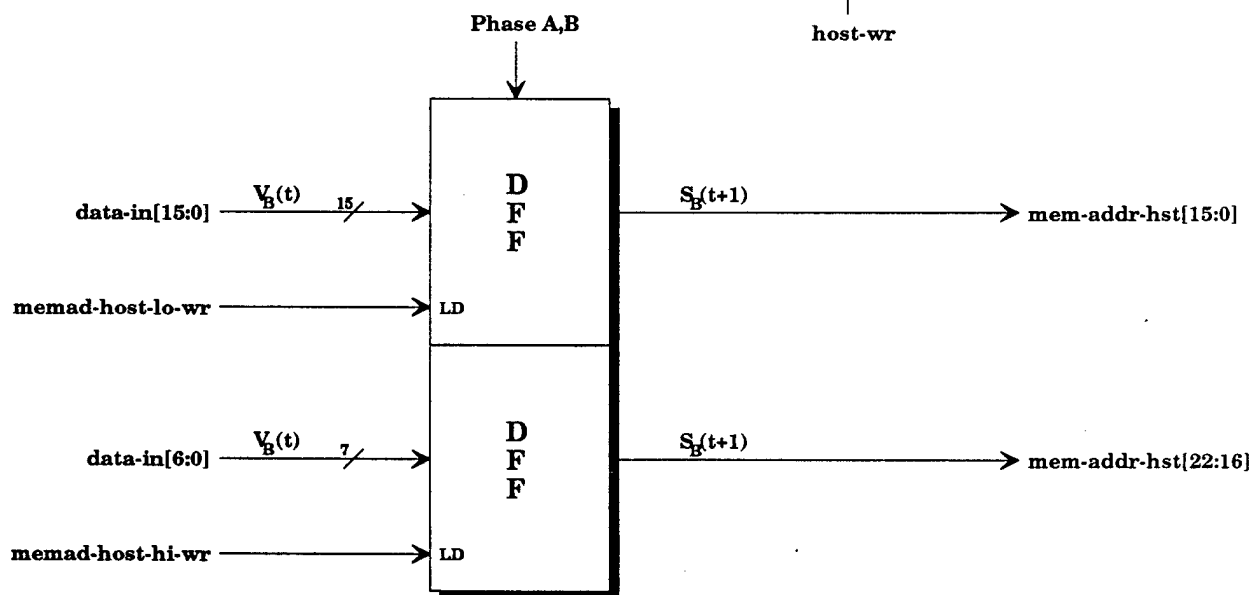 Phase A,B
host-wr
D
F
F
data-in[15:0]
V_B(t)
15
S_B(t+1)
mem-addr-hst[15:0]
memad-host-lo-wr
LD
D
F
F
data-in[6:0]
V_B(t)
7
S_B(t+1)
mem-addr-hst[22:16]
memad-host-hi-wr
LD